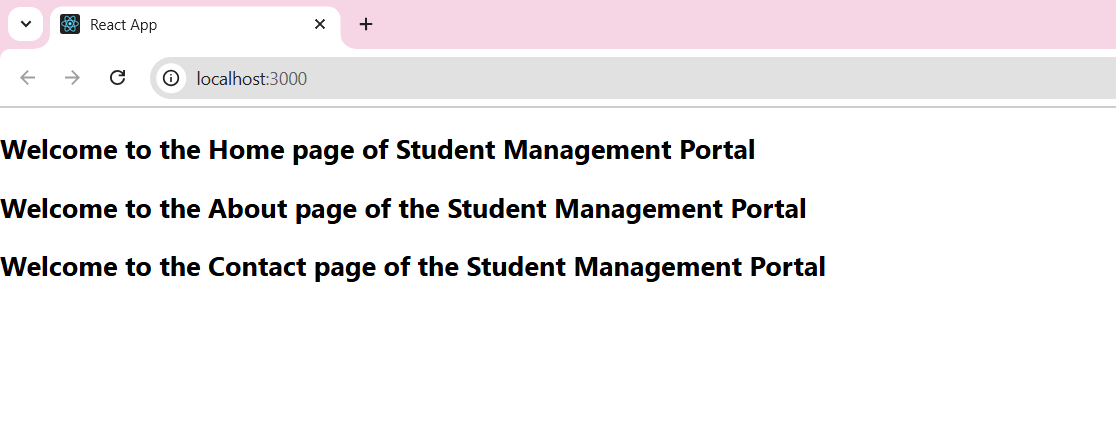 React App
localhost:3000
Welcome to the Home page of Student Management Portal
Welcome to the About page of the Student Management Portal
Welcome to the Contact page of the Student Management Portal